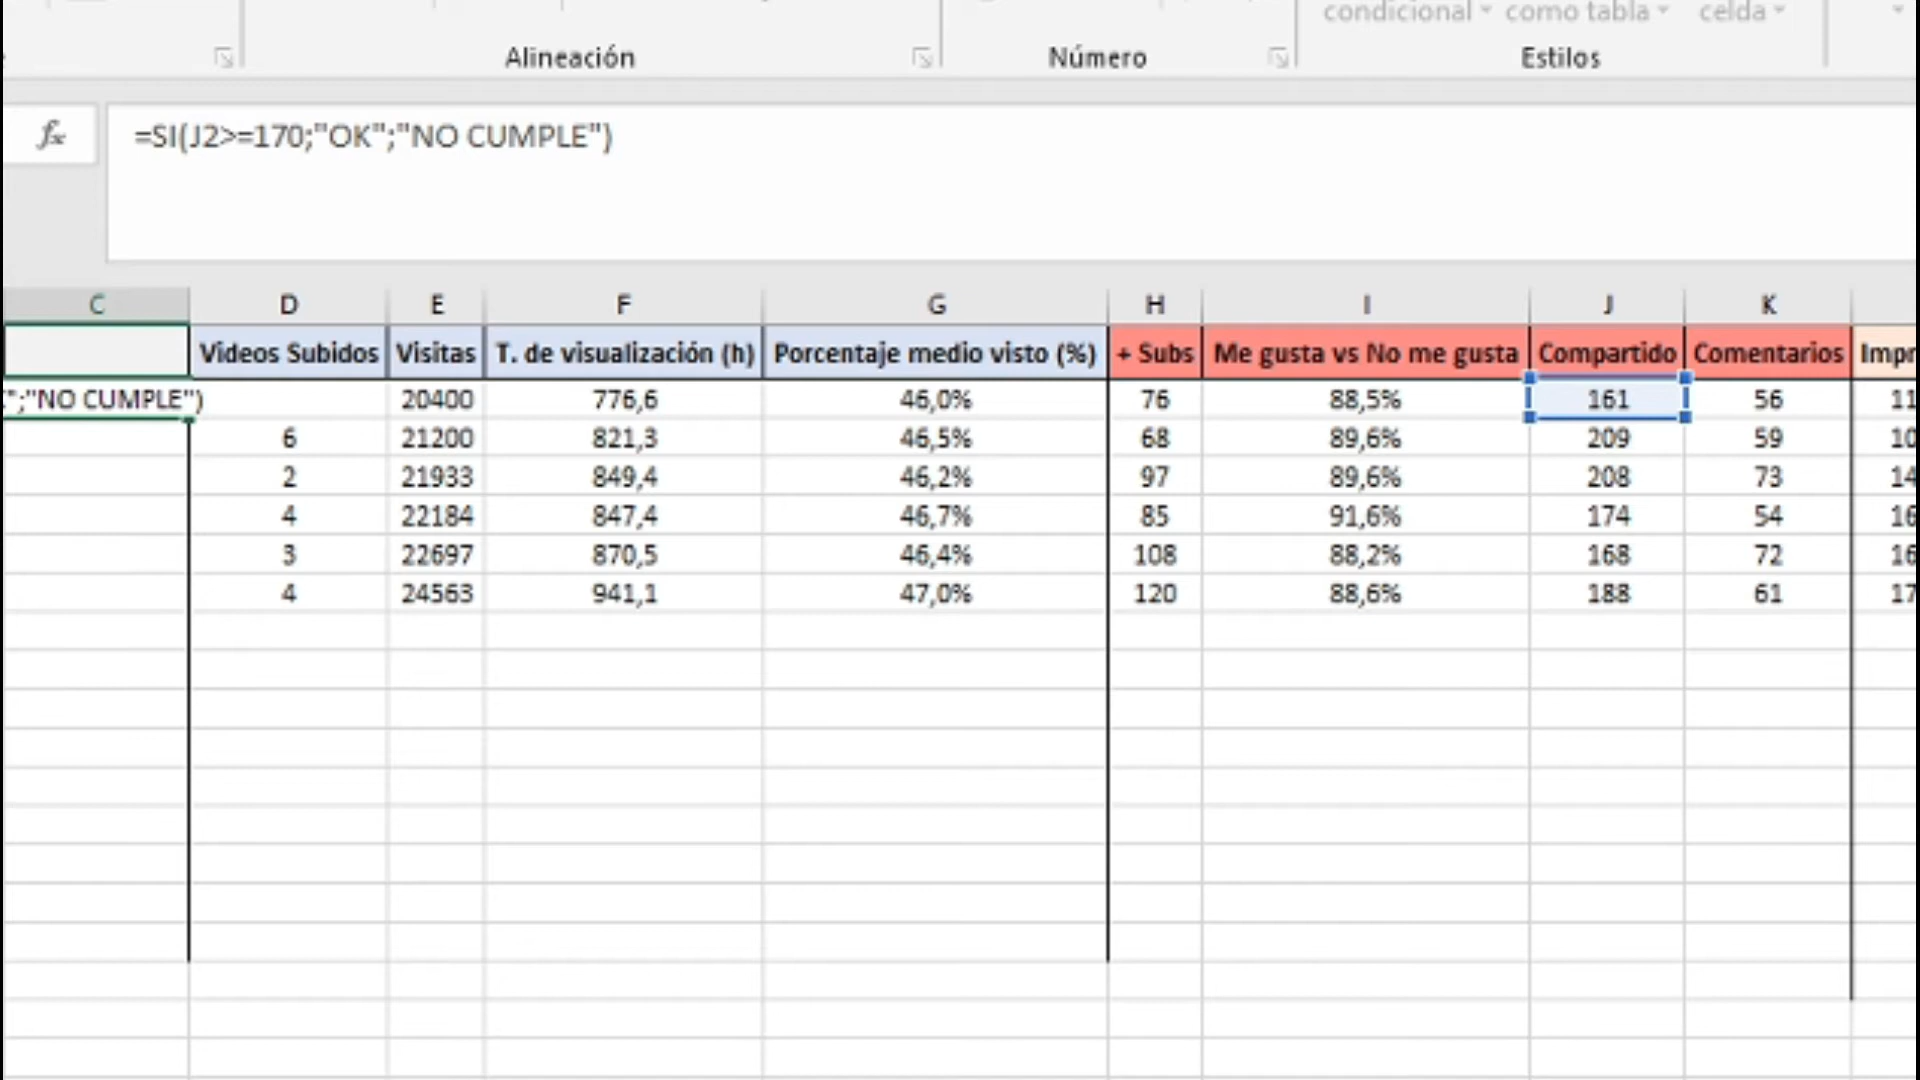 condicional como tabla celda
Alineación Número Estilos
fx =SI(J2>=170;"OK";"NO CUMPLE")
C D E F G H I J K
Videos Subidos Visitas T. de visualización (h) Porcentaje medio visto (%) + Subs Me gusta vs No me gusta Compartido Comentarios
";"NO CUMPLE") 20400 776,6 46,0% 76 88,5% 161 56
6 21200 821,3 46,5% 68 89,6% 209 59
2 21933 849,4 46,2% 97 89,6% 208 73
4 22184 847,4 46,7% 85 91,6% 174 54
3 22697 870,5 46,4% 108 88,2% 168 72
4 24563 941,1 47,0% 120 88,6% 188 61